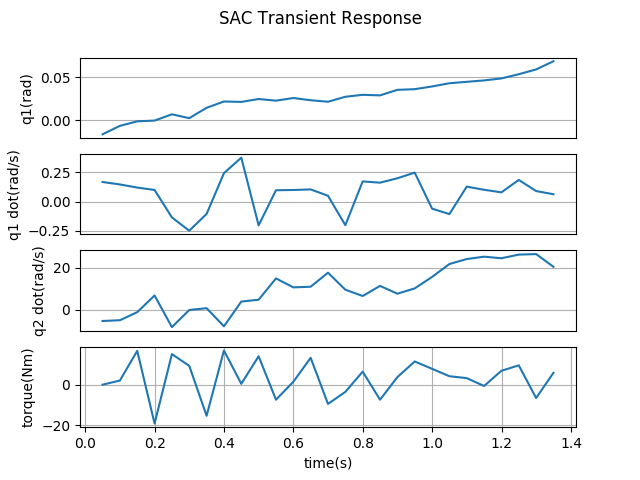 SAC Transient Response
q1(rad)
0.05
0.00
q1 dot(rad/s)
0.25
0.00
−0.25
q2 dot(rad/s)
20
0
torque(Nm)
0
−20
0.0 0.2 0.4 0.6 0.8 1.0 1.2 1.4
time(s)